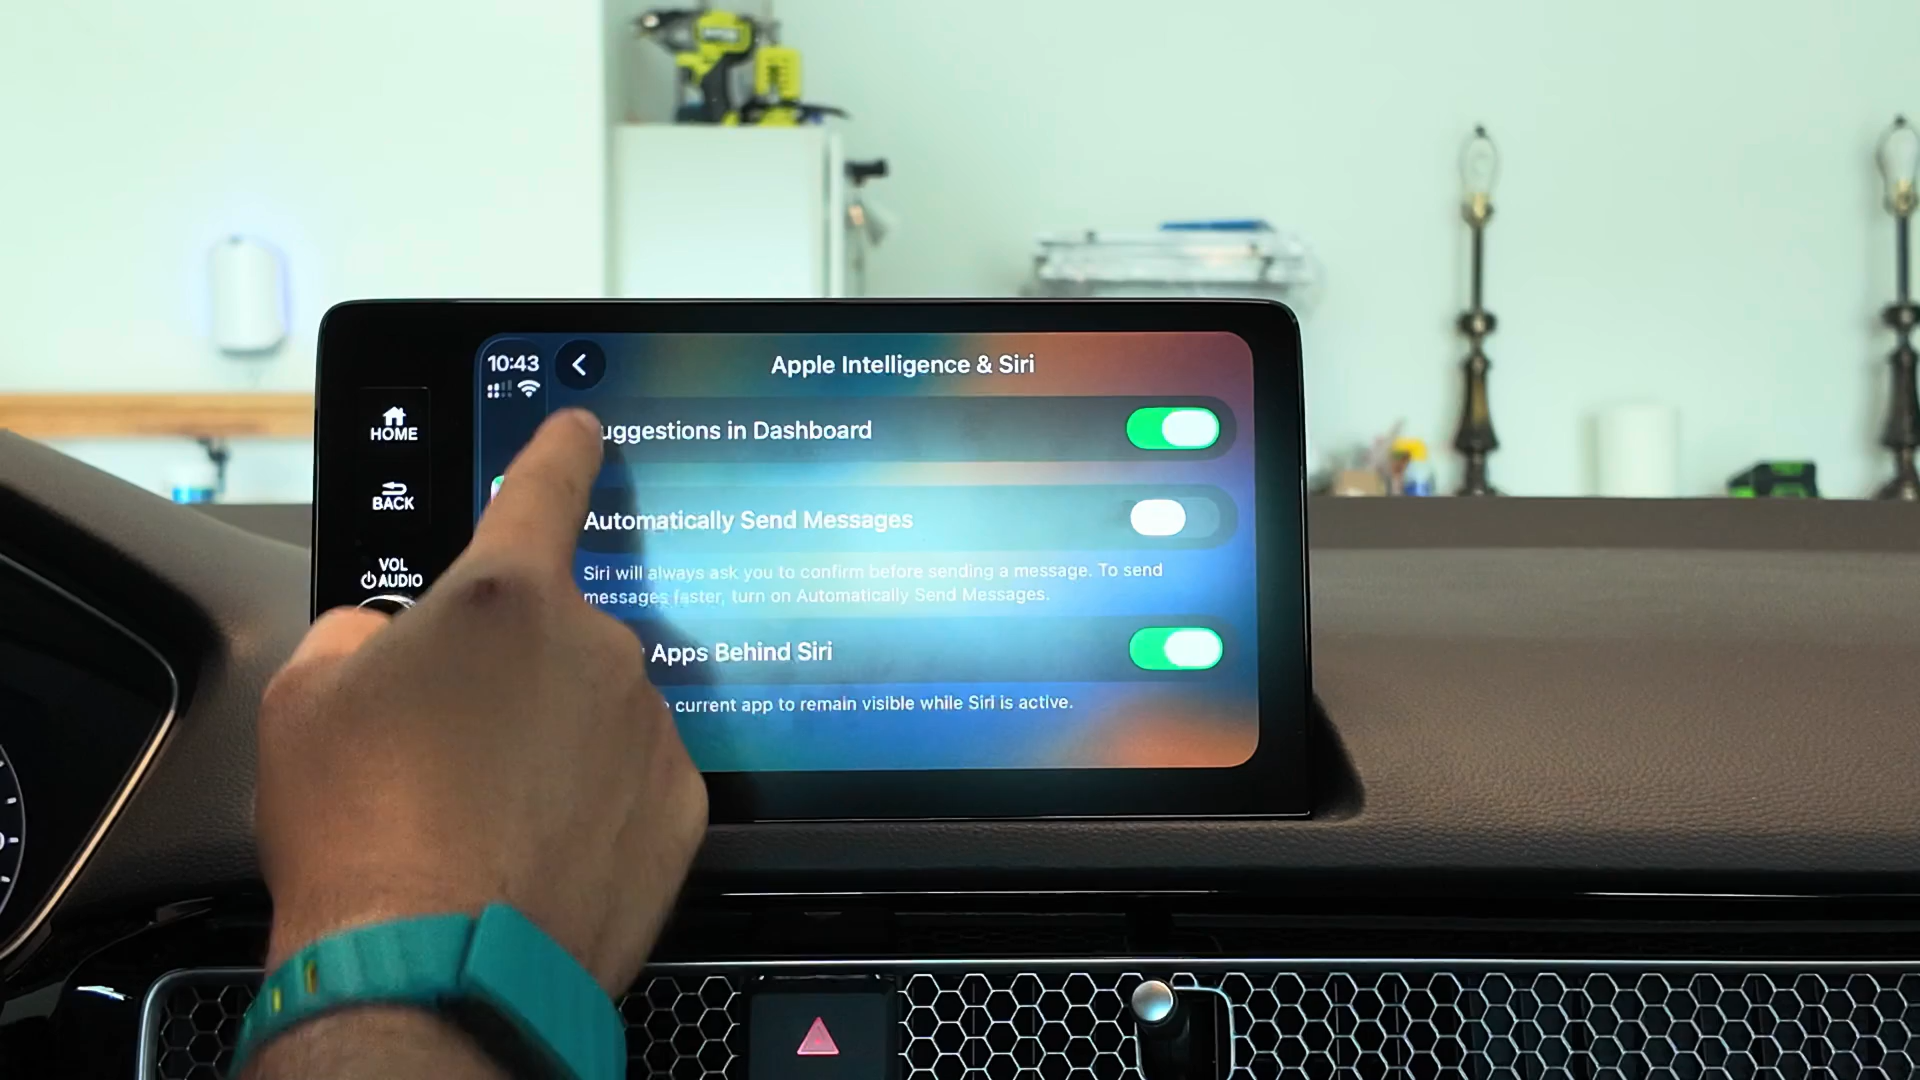 10:43
Apple Intelligence & Siri
HOME
uggestions in Dashboard
BACK
Automatically Send Messages
VOL
AUDIO
Siri will always ask you to confirm before sending a message. To send
messages faster, turn on Automatically Send Messages.
Apps Behind Siri
current app to remain visible while Siri is active.